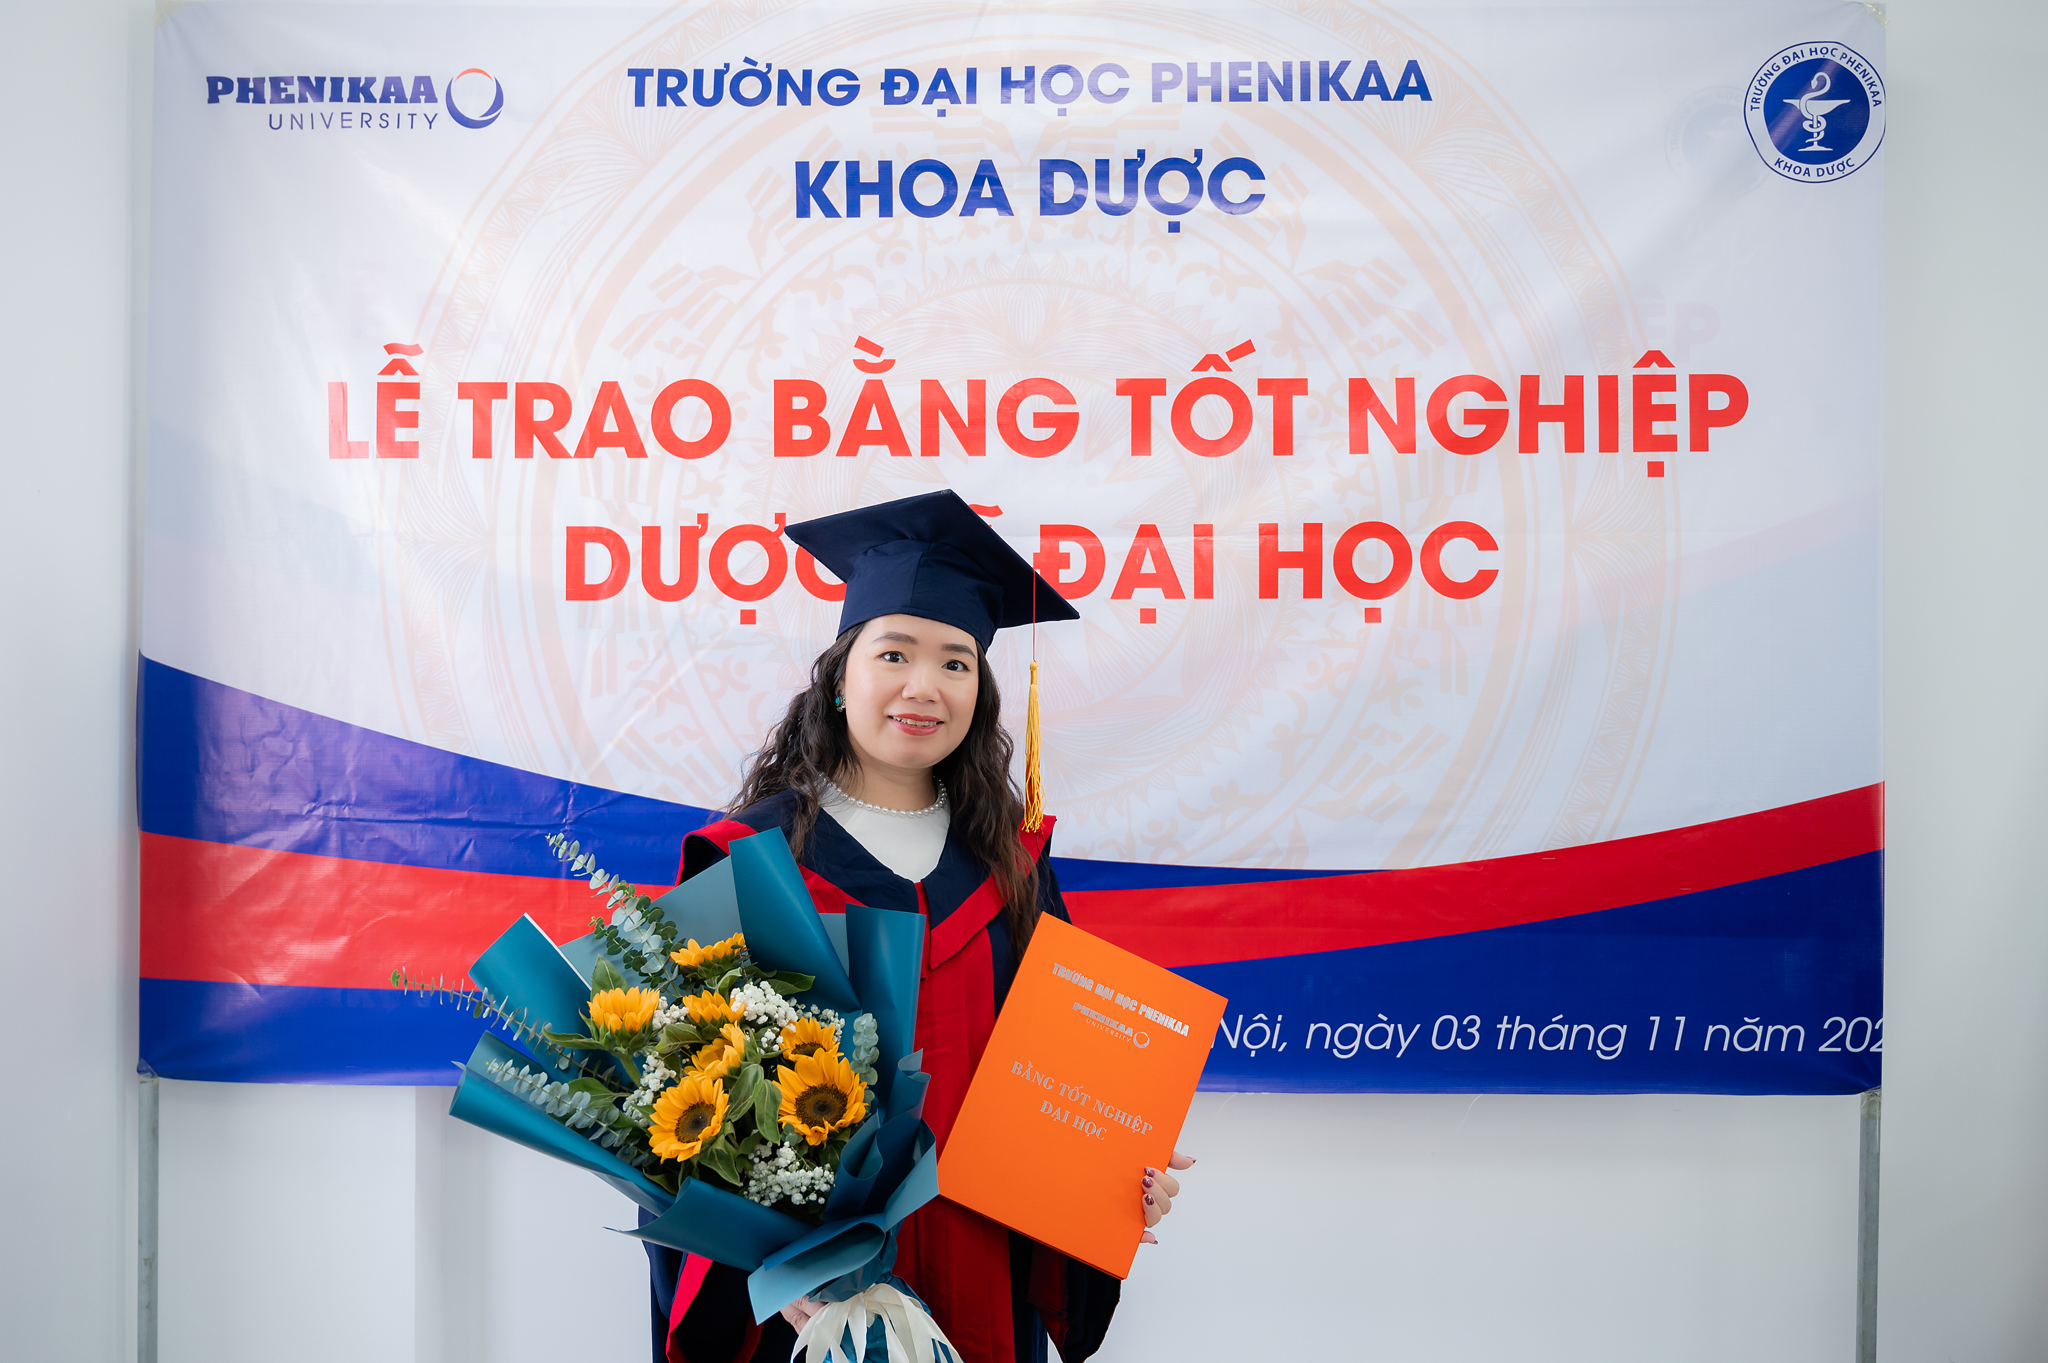 PHENIKAA
UNIVERSITY
TRƯỜNG ĐẠI HỌC PHENIKAA
KHOA DƯỢC
TRƯỜNG ĐẠI HỌC PHENIKAA
KHOA DƯỢC
LỄ TRAO BẰNG TỐT NGHIỆP
ĐẠI HỌC
Nội, ngày 03 tháng 11 năm 202
TRƯỜNG ĐẠI HỌC PHENIKAA
PHENIKAA
UNIVERSITY
BẰNG TỐT NGHIỆP
ĐẠI HỌC